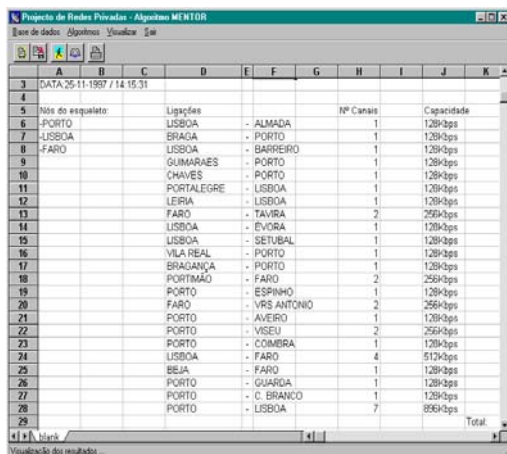 Projecto de Redes Privadas - Algoritmo MENTOR
Base de dados Algoritmos Visualizar Sair
A B C D E F G H I J K
3 DATA:25-11-1997 / 14:15:31
4
5 Nós do esqueleto: Ligações Nº Canais Capacidade
6 -PORTO LISBOA - ALMADA 1 128Kbps
7 -LISBOA BRAGA - PORTO 1 128Kbps
8 -FARO LISBOA - BARREIRO 1 128Kbps
9 GUIMARAES - PORTO 1 128Kbps
10 CHAVES - PORTO 1 128Kbps
11 PORTALEGRE - LISBOA 1 128Kbps
12 LEIRIA - LISBOA 1 128Kbps
13 FARO - TAVIRA 2 256Kbps
14 LISBOA - EVORA 1 128Kbps
15 LISBOA - SETUBAL 1 128Kbps
16 VILA REAL - PORTO 1 128Kbps
17 BRAGANÇA - PORTO 1 128Kbps
18 PORTIMÃO - FARO 2 256Kbps
19 PORTO - ESPINHO 1 128Kbps
20 FARO - VRS ANTONIO 2 256Kbps
21 PORTO - AVEIRO 1 128Kbps
22 PORTO - VISEU 2 256Kbps
23 PORTO - COIMBRA 1 128Kbps
24 LISBOA - FARO 4 512Kbps
25 BEJA - FARO 1 128Kbps
26 PORTO - GUARDA 1 128Kbps
27 PORTO - C. BRANCO 1 128Kbps
28 PORTO - LISBOA 7 896Kbps
29 Total:
blank
Visualização dos resultados ...